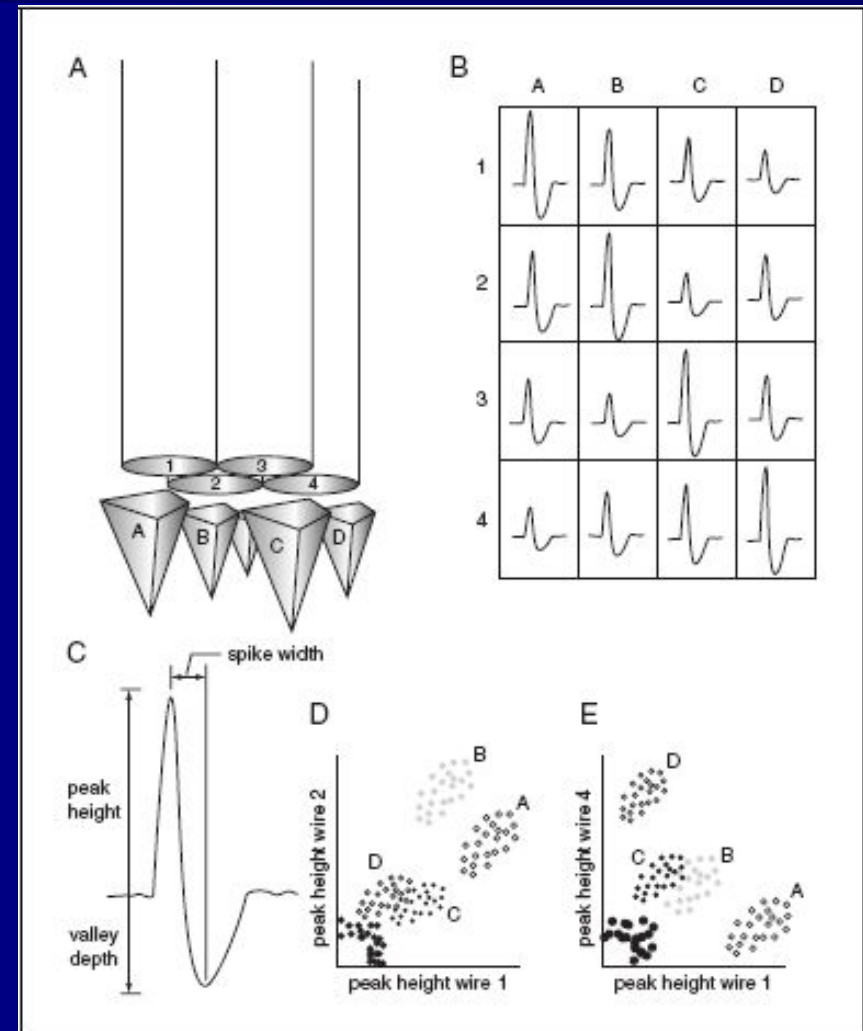 A
1
3
2
4
A
B
C
D
B
A
B
C
D
1
2
3
4
C
spike width
peak
height
valley
depth
D
B
A
D
C
peak height wire 2
peak height wire 1
E
D
C
B
A
peak height wire 4
peak height wire 1